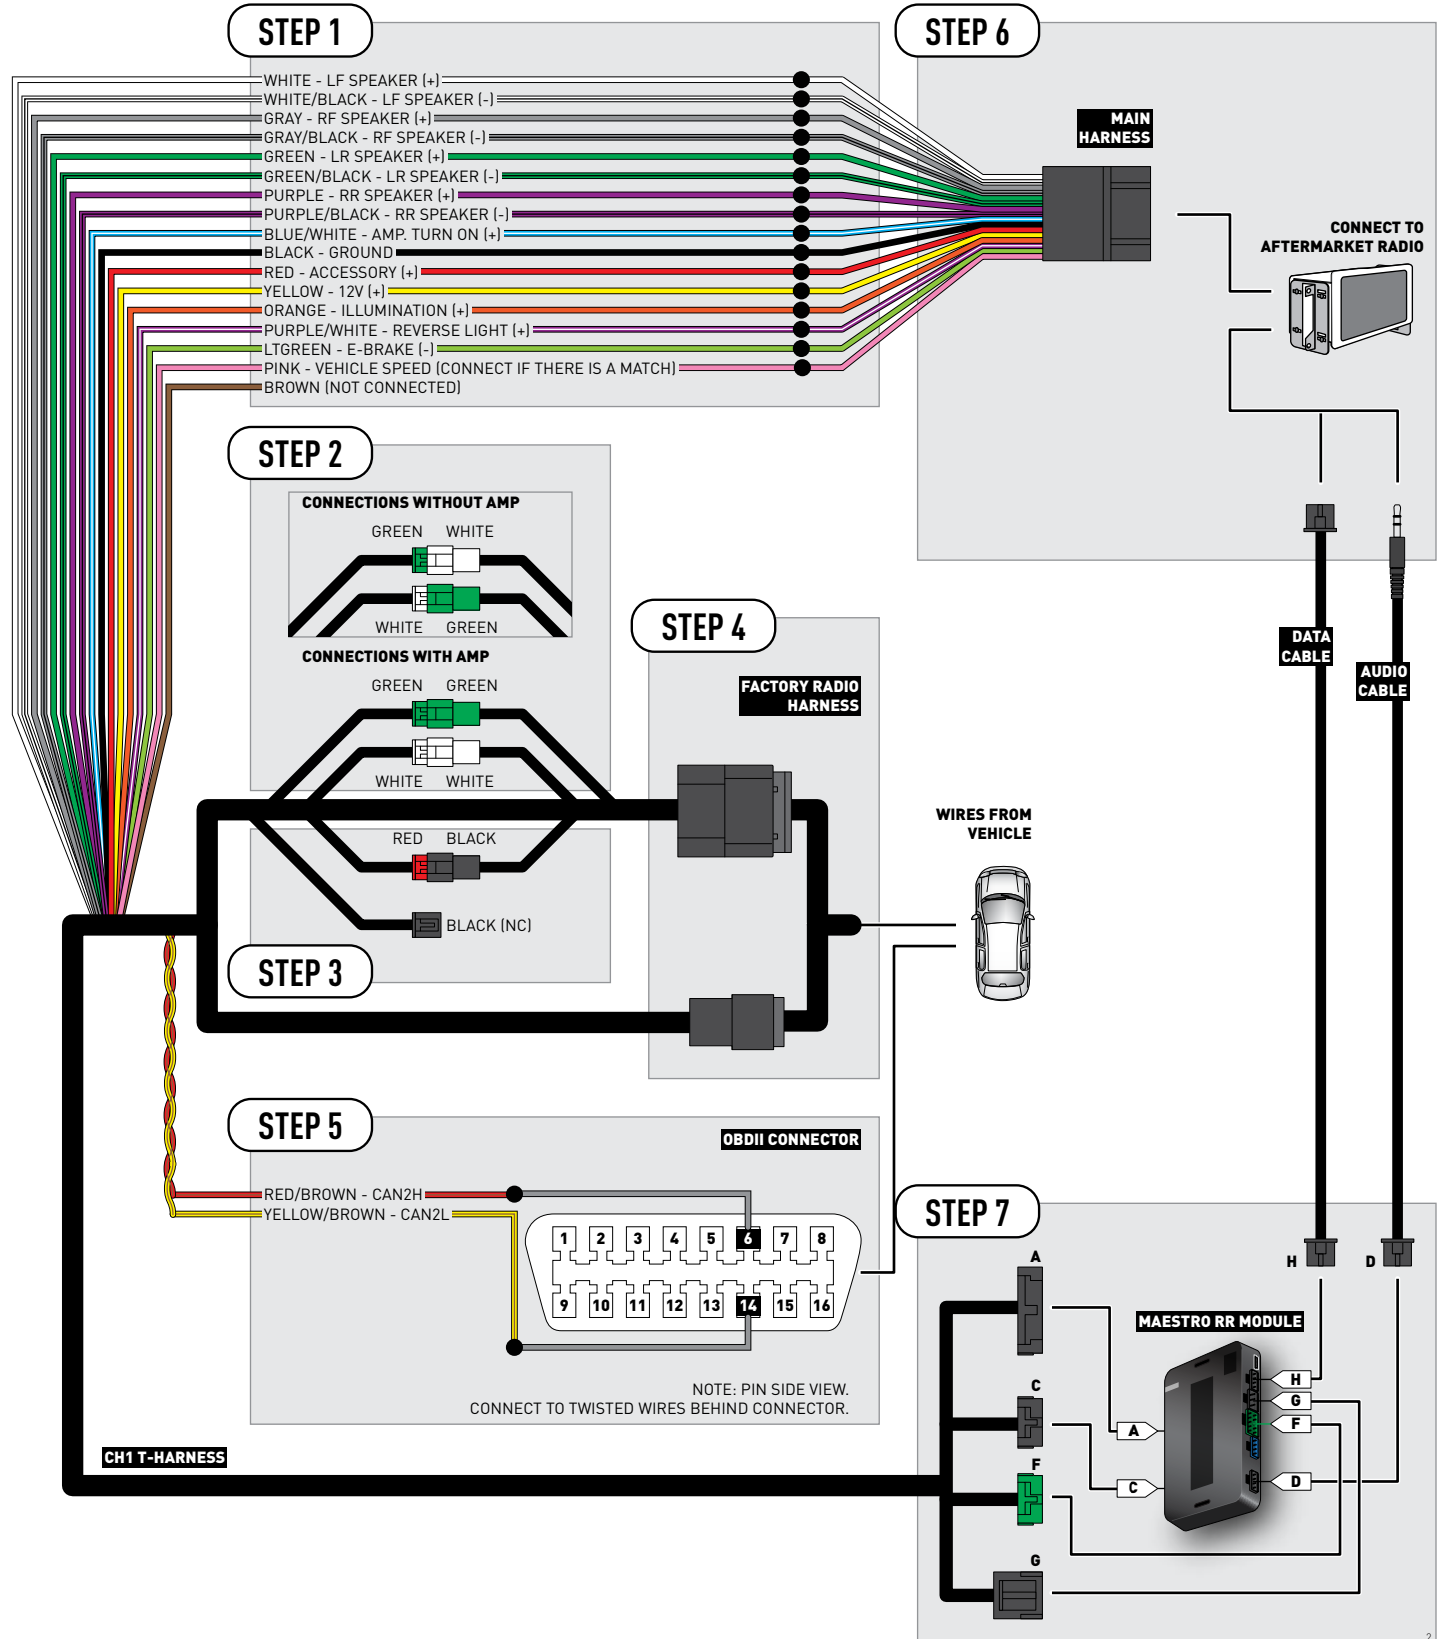 STEP 1
WHITE - LF SPEAKER (+)
WHITE/BLACK - LF SPEAKER (-)
GRAY - RF SPEAKER (+)
GRAY/BLACK - RF SPEAKER (-)
GREEN - LR SPEAKER (+)
GREEN/BLACK - LR SPEAKER (-)
PURPLE - RR SPEAKER (+)
PURPLE/BLACK - RR SPEAKER (-)
BLUE/WHITE - AMP. TURN ON (+)
BLACK - GROUND
RED - ACCESSORY (+)
YELLOW - 12V (+)
ORANGE - ILLUMINATION (+)
PURPLE/WHITE - REVERSE LIGHT (+)
LTGREEN - E-BRAKE (-)
PINK - VEHICLE SPEED (CONNECT IF THERE IS A MATCH)
BROWN (NOT CONNECTED)
STEP 6
MAIN
HARNESS
CONNECT TO
AFTERMARKET RADIO
DATA
CABLE
AUDIO
CABLE
STEP 2
CONNECTIONS WITHOUT AMP
GREEN WHITE
WHITE GREEN
CONNECTIONS WITH AMP
GREEN GREEN
WHITE WHITE
RED BLACK
BLACK (NC)
STEP 3
STEP 4
FACTORY RADIO
HARNESS
WIRES FROM
VEHICLE
STEP 5
OBDII CONNECTOR
RED/BROWN - CAN2H
YELLOW/BROWN - CAN2L
1 2 3 4 5 6 7 8
9 10 11 12 13 14 15 16
NOTE: PIN SIDE VIEW.
CONNECT TO TWISTED WIRES BEHIND CONNECTOR.
CH1 T-HARNESS
STEP 7
H D
A
MAESTRO RR MODULE
H
G
F
A
C
C
D
F
G
2